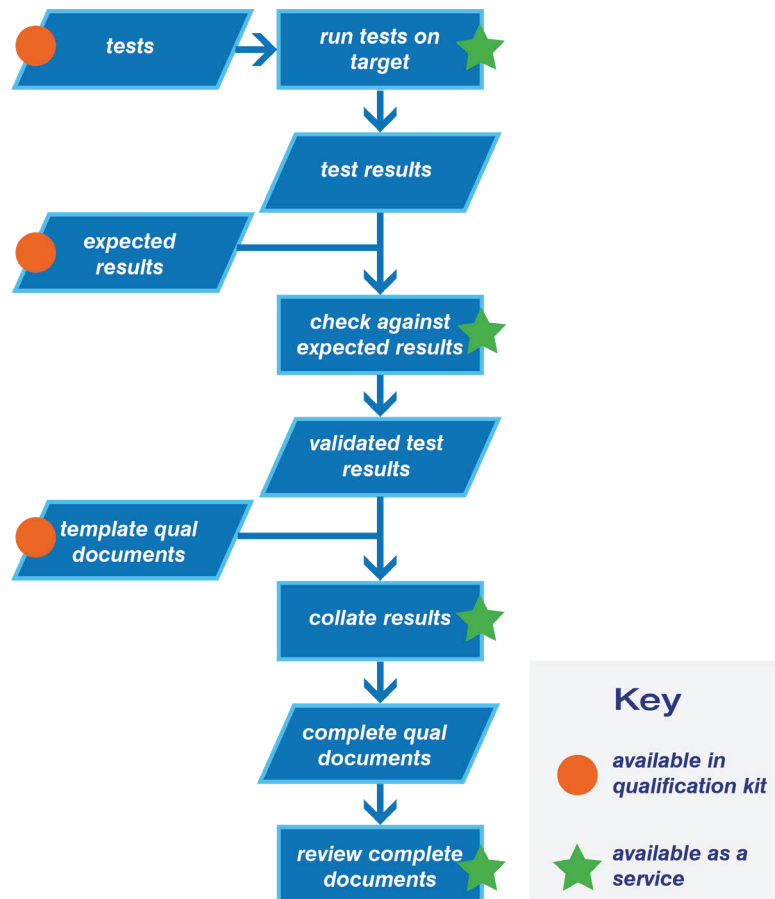 tests
run tests on
target
test results
expected
results
check against
expected results
validated test
results
template qual
documents
collate results
complete qual
documents
review complete
documents
Key
available in
qualification kit
available as a
service